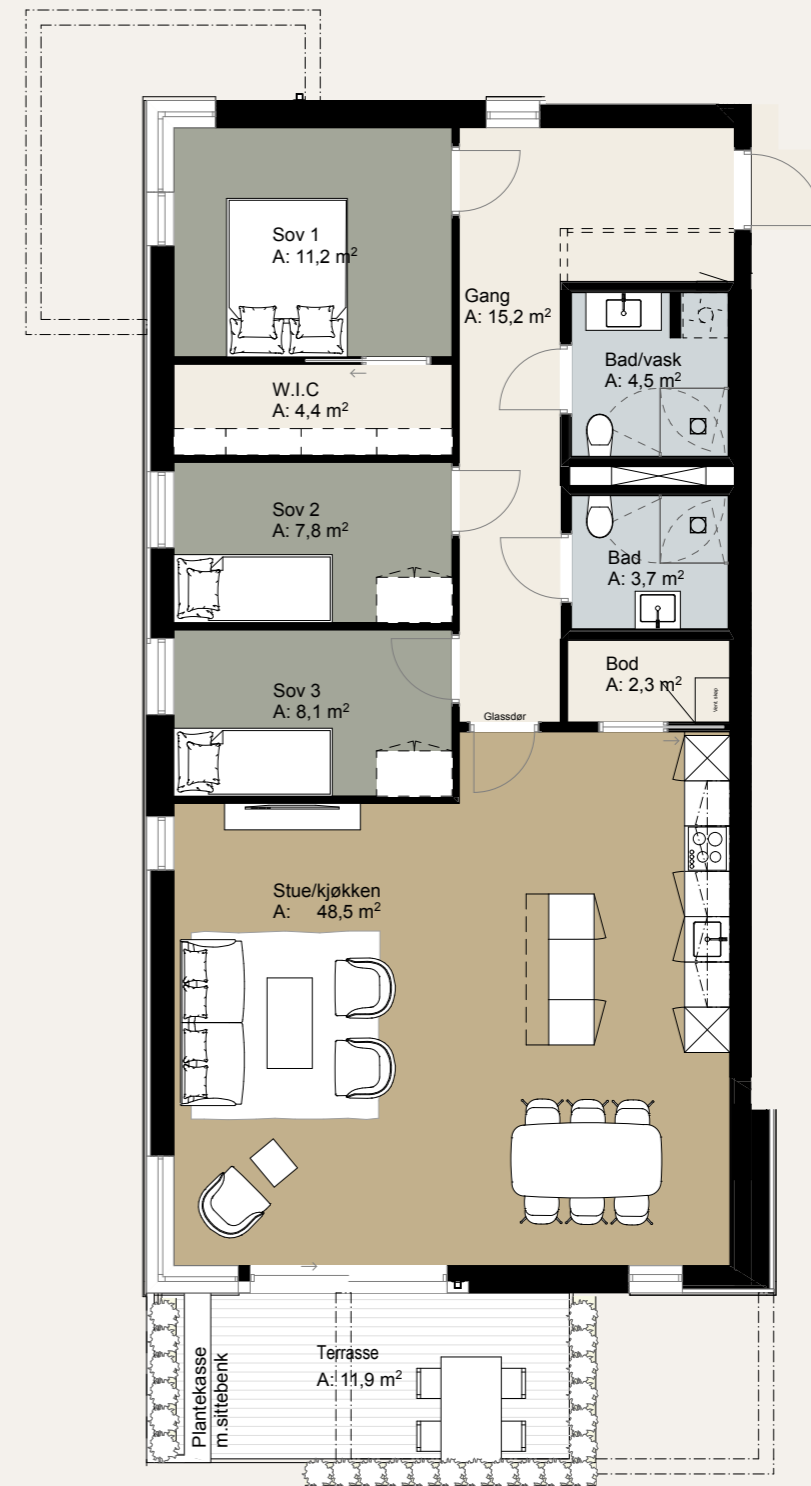 Sov 1
A: 11,2 m²
Gang
A: 15,2 m²
Bad/vask
A: 4,5 m²
W.I.C
A: 4,4 m²
Sov 2
A: 7,8 m²
Bad
A: 3,7 m²
Bod
A: 2,3 m²
Sov 3
A: 8,1 m²
Glassdør
Stue/kjøkken
A: 48,5 m²
Terrasse
A: 11,9 m²
Plantekasse
m.sittebenk